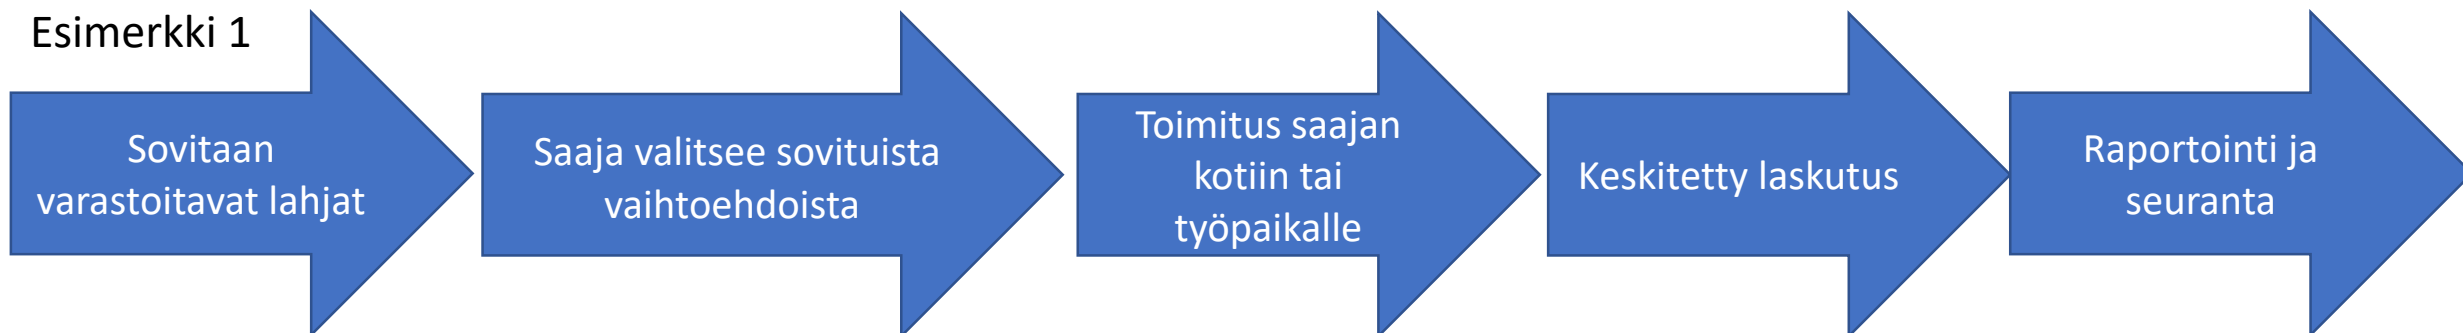 Esimerkki 1
Sovitaan
varastoitavat lahjat
Saaja valitsee sovituista
vaihtoehdoista
Toimitus saajan
kotiin tai
työpaikalle
Keskitetty laskutus
Raportointi ja
seuranta